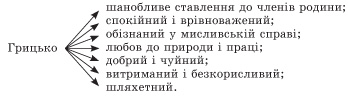 шанобливе ставлення до членів родини;
спокійний і врівноважений;
обізнаний у мисливській справі;
Грицько
любов до природи і праці;
добрий і чуйний;
витриманий і безкорисливий;
шляхетний.